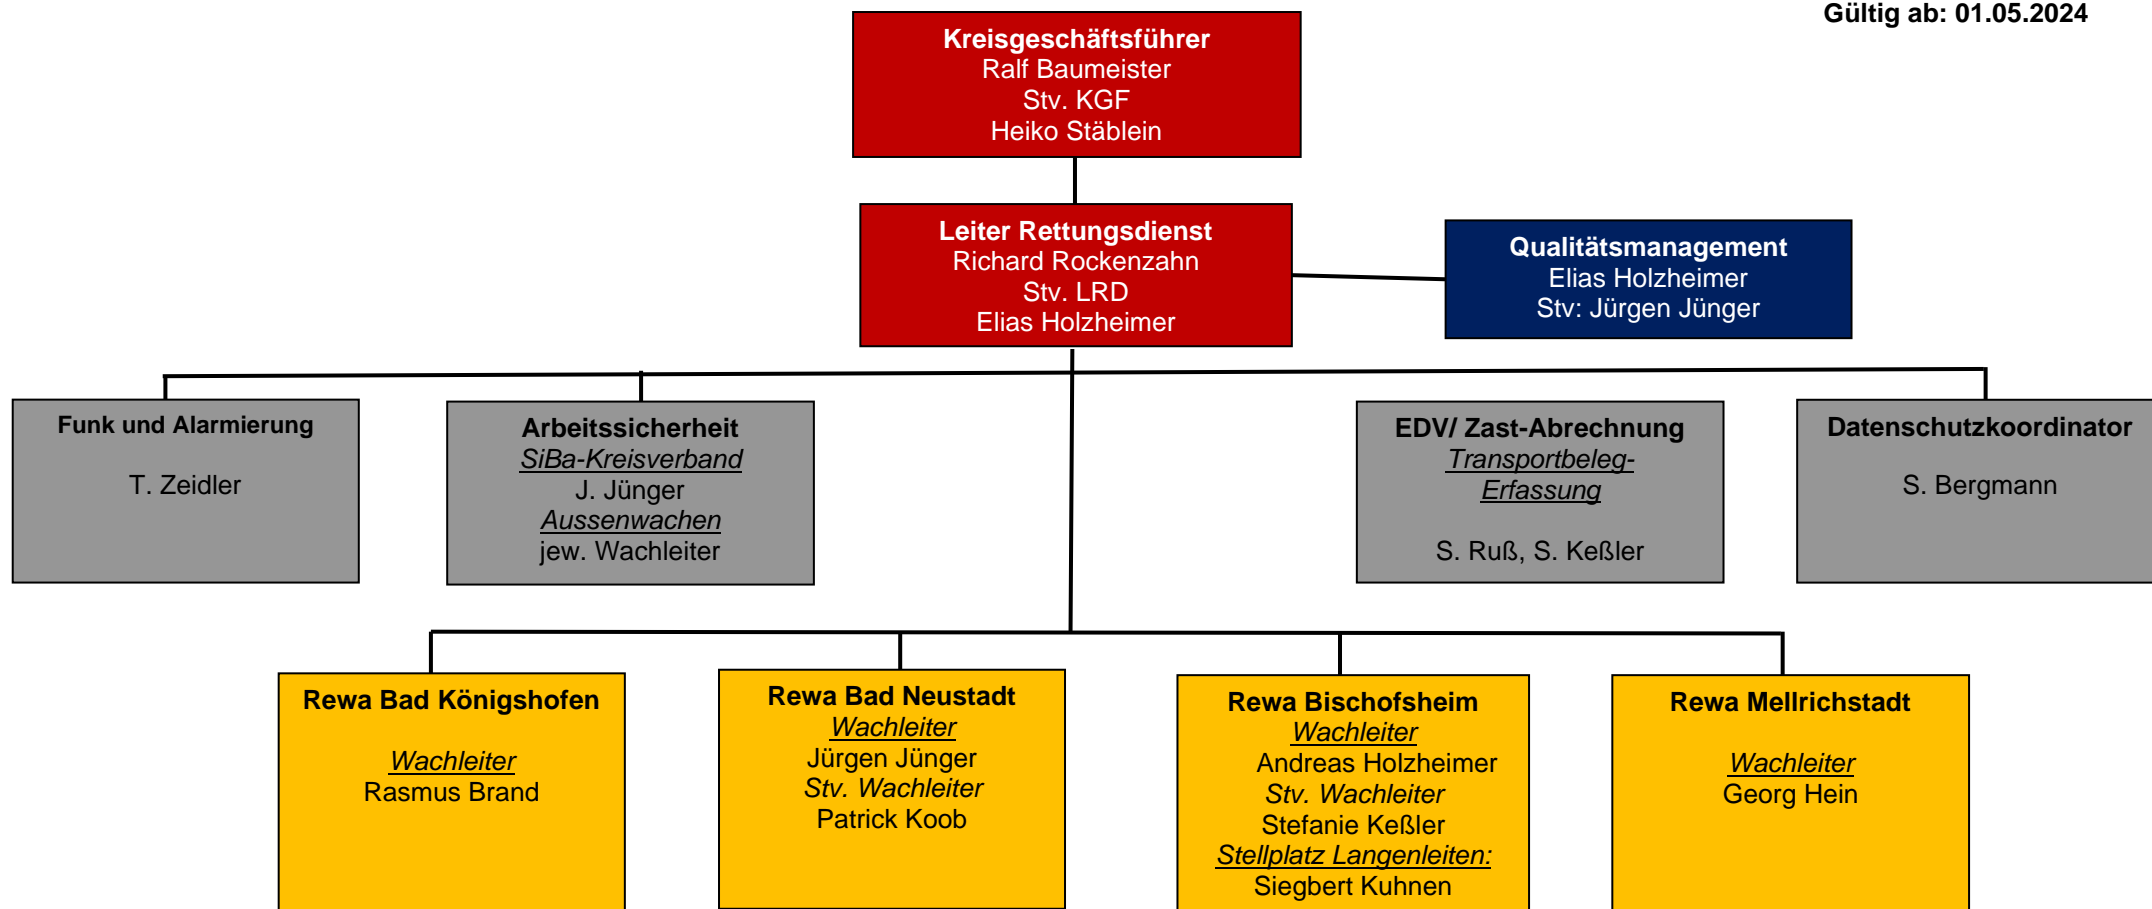 Gültig ab: 01.05.2024
Kreisgeschäftsführer
Ralf Baumeister
Stv. KGF
Heiko Stäblein
Leiter Rettungsdienst
Richard Rockenzahn
Stv. LRD
Elias Holzheimer
Qualitätsmanagement
Elias Holzheimer
Stv: Jürgen Jünger
Funk und Alarmierung
T. Zeidler
Arbeitssicherheit
SiBa-Kreisverband
J. Jünger
Aussenwachen
jew. Wachleiter
EDV/ Zast-Abrechnung
Transportbeleg-
Erfassung
S. Ruß, S. Keßler
Datenschutzkoordinator
S. Bergmann
Rewa Bad Königshofen
Wachleiter
Rasmus Brand
Rewa Bad Neustadt
Wachleiter
Jürgen Jünger
Stv. Wachleiter
Patrick Koob
Rewa Bischofsheim
Wachleiter
Andreas Holzheimer
Stv. Wachleiter
Stefanie Keßler
Stellplatz Langenleiten:
Siegbert Kuhnen
Rewa Mellrichstadt
Wachleiter
Georg Hein